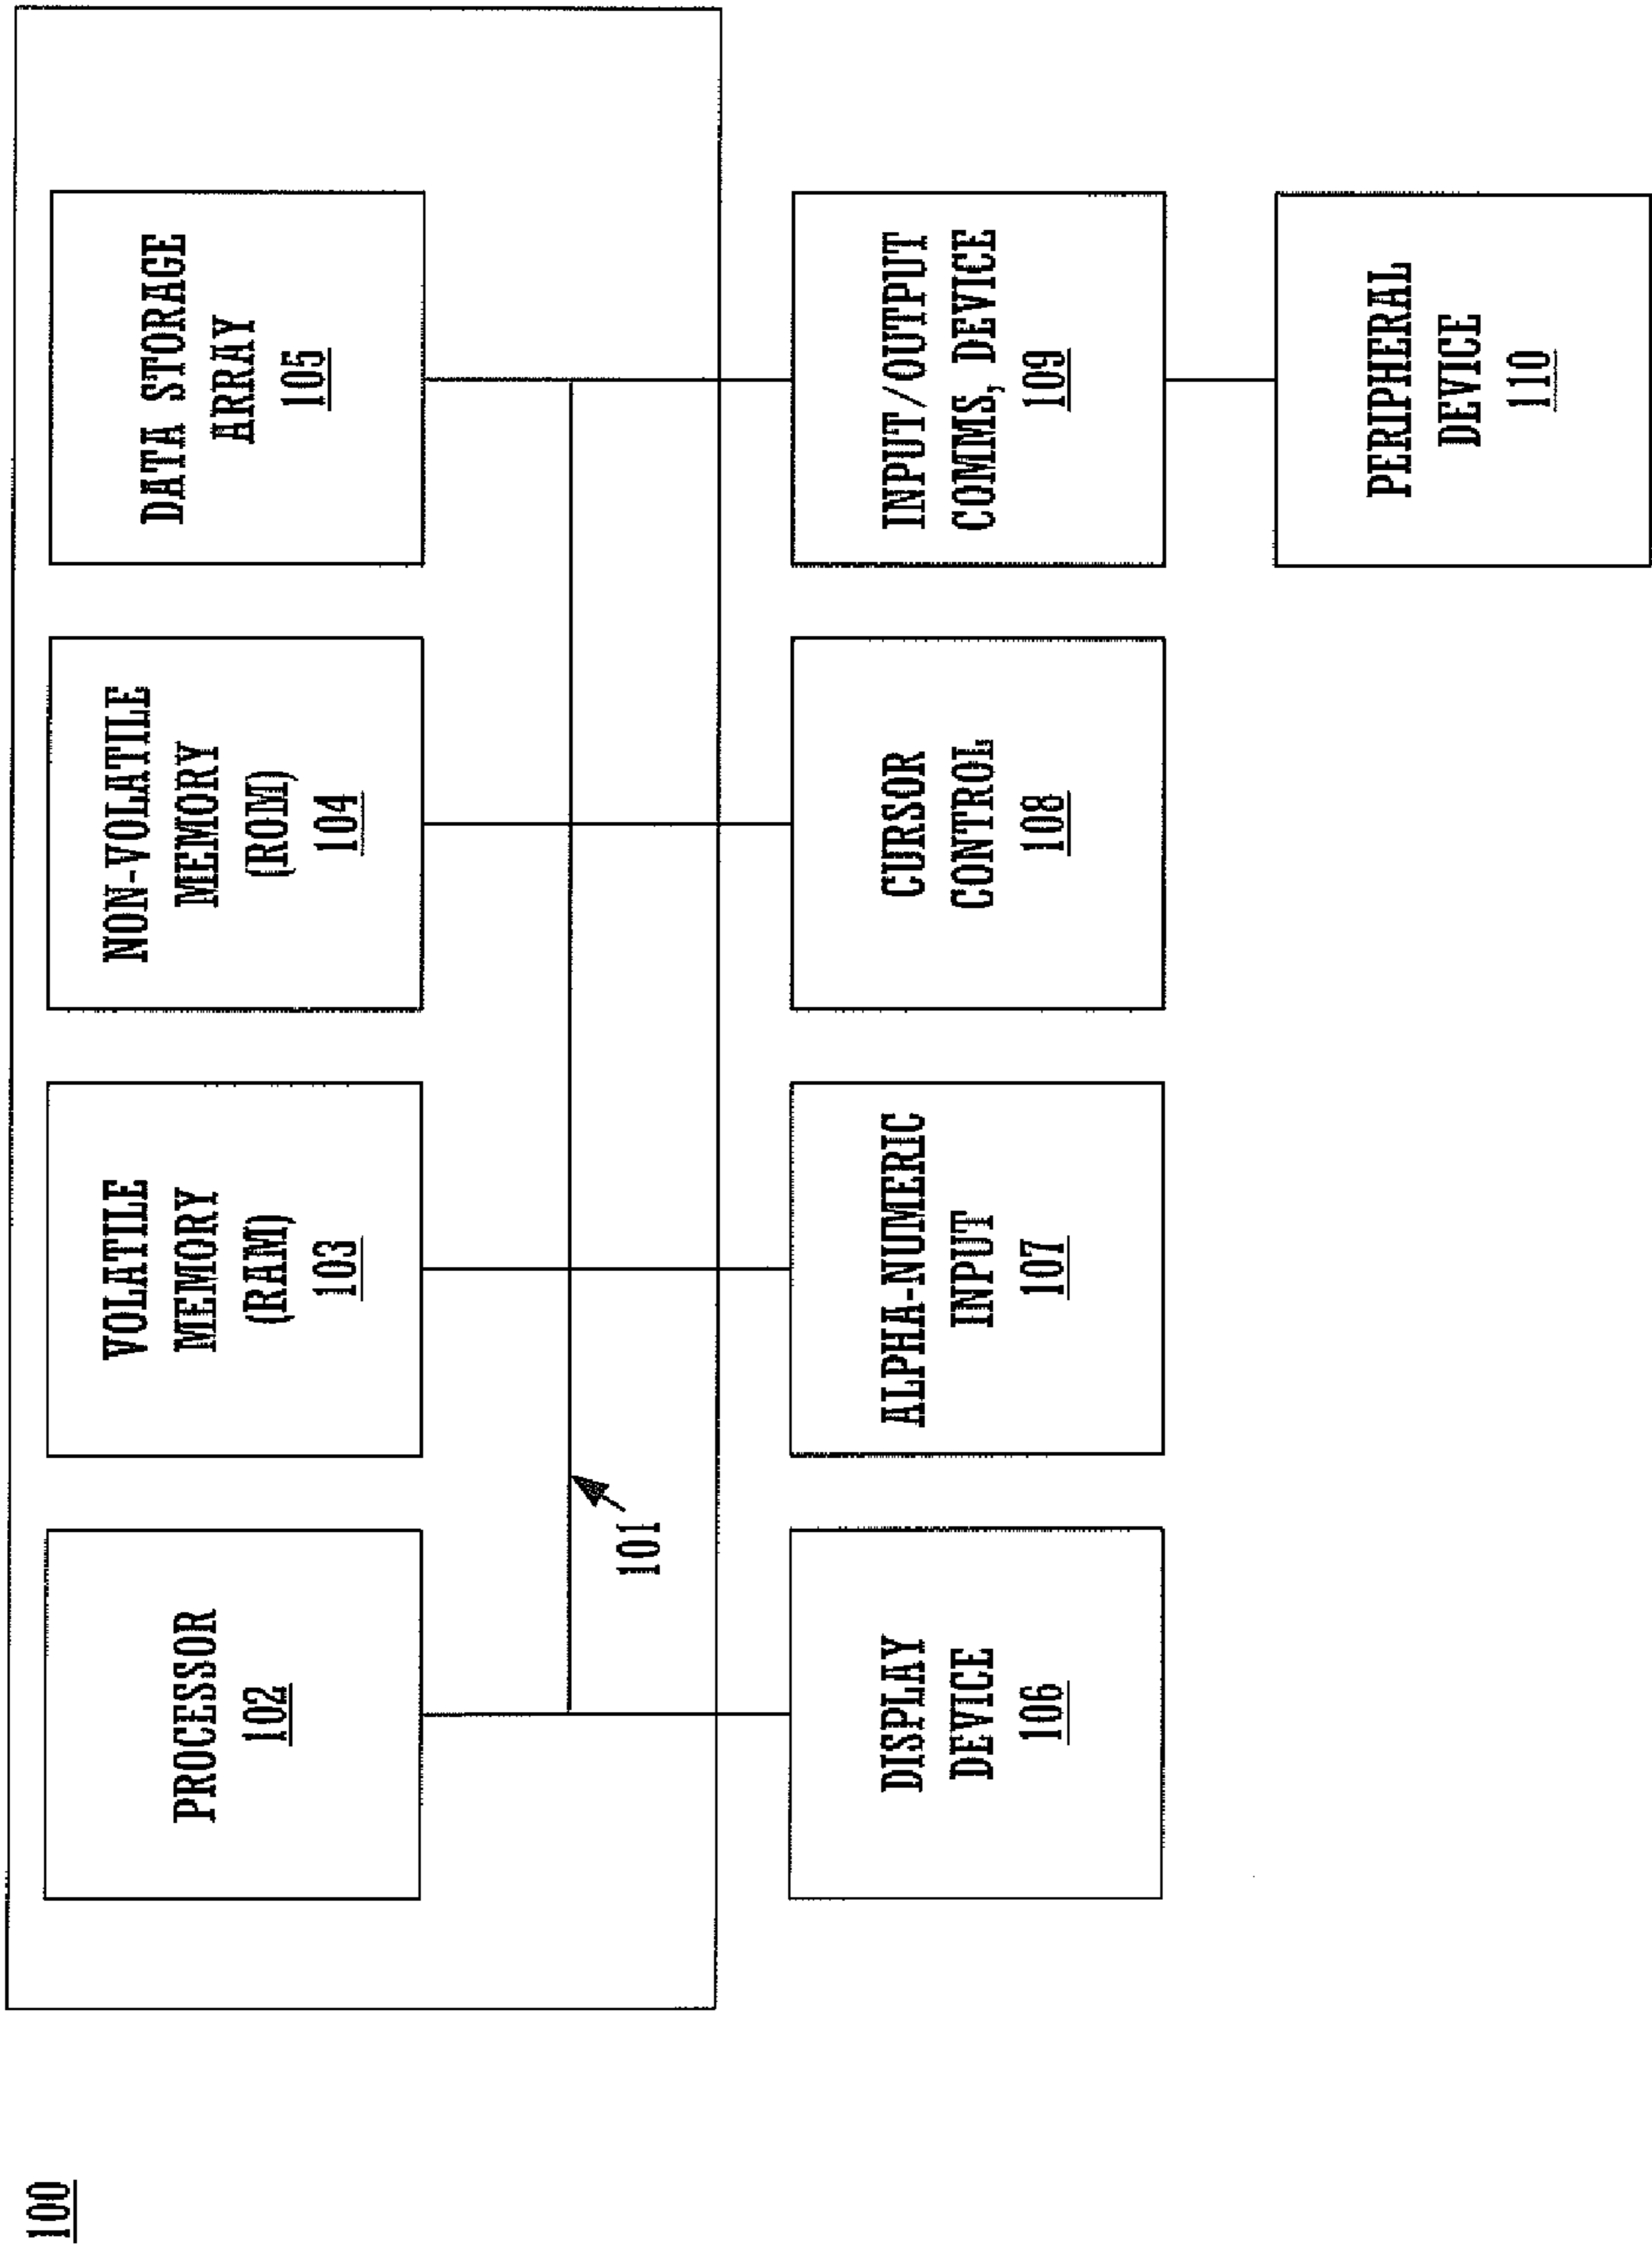 100
PROCESSOR
102
VOLATILE
MEMORY
(RAM)
103
NON-VOLATILE
MEMORY
(ROM)
104
DATA STORAGE
ARRAY
105
101
DISPLAY
DEVICE
106
ALPHA-NUMERIC
INPUT
107
CURSOR
CONTROL
108
INPUT/OUTPUT
COMMS, DEVICE
109
PERIPHERAL
DEVICE
110